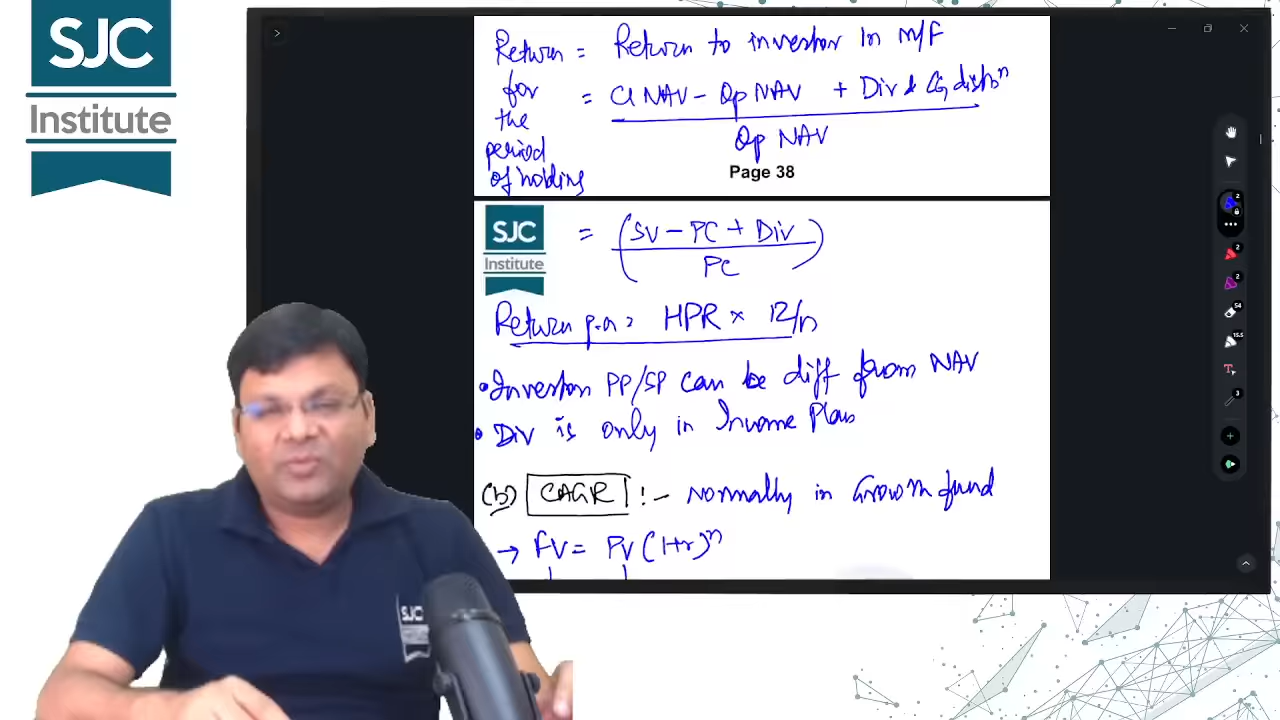 SJC
Institute
Return = Return to investor in M/F
for the period of holding
= Cl NAV - Op NAV + Div & CG distbn
Op NAV
Page 38
SJC
Institute
= (SV - PC + Div)
PC
Return p.a = HPR × 12/n
• Investors PP/SP can be diff from NAV
• Div is only in Income Plan
(b) CAGR :- Normally in Growth fund
→ FV = PV (1+r)^n
SJC